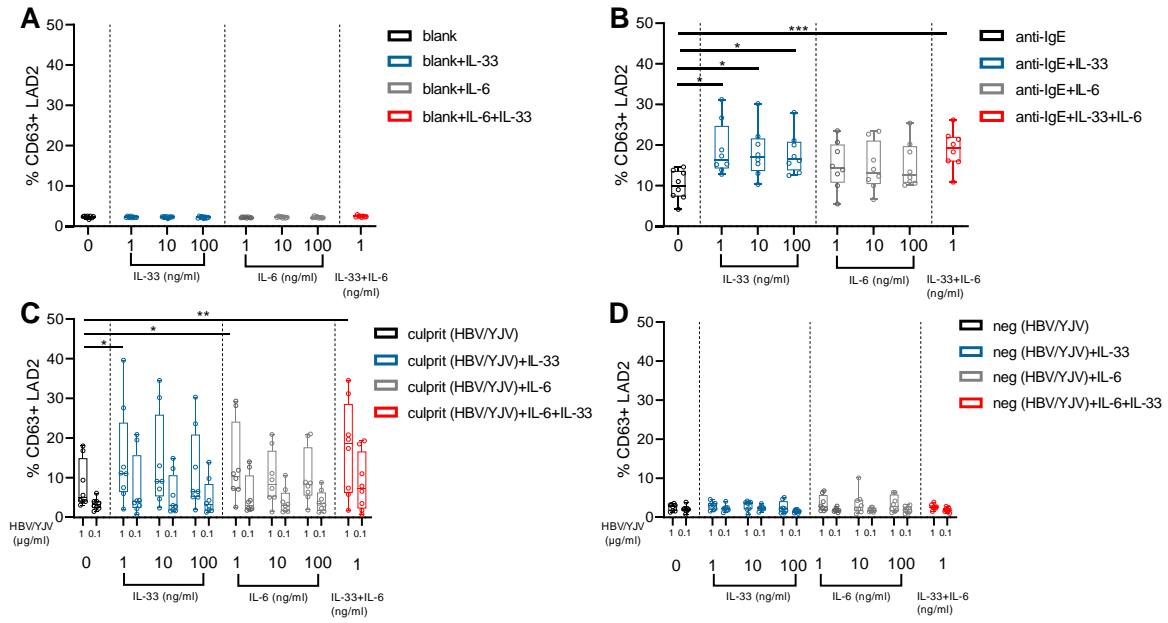 A
% CD63+ LAD2
50
40
30
20
10
0
0 1 10 100 1 10 100 1
IL-33 (ng/ml) IL-6 (ng/ml) IL-33+IL-6
(ng/ml)
blank
blank+IL-33
blank+IL-6
blank+IL-6+IL-33
B
% CD63+ LAD2
50
40
30
20
10
0
***
*
*
*
0 1 10 100 1 10 100 1
IL-33 (ng/ml) IL-6 (ng/ml) IL-33+IL-6
(ng/ml)
anti-IgE
anti-IgE+IL-33
anti-IgE+IL-6
anti-IgE+IL-33+IL-6
C
% CD63+ LAD2
50
40
30
20
10
0
**
*
*
HBV/YJV
(µg/ml)
1 0.1 1 0.1 1 0.1 1 0.1 1 0.1 1 0.1 1 0.1 1 0.1
0 1 10 100 1 10 100 1
IL-33 (ng/ml) IL-6 (ng/ml) IL-33+IL-6
(ng/ml)
culprit (HBV/YJV)
culprit (HBV/YJV)+IL-33
culprit (HBV/YJV)+IL-6
culprit (HBV/YJV)+IL-6+IL-33
D
% CD63+ LAD2
50
40
30
20
10
0
HBV/YJV
(µg/ml)
1 0.1 1 0.1 1 0.1 1 0.1 1 0.1 1 0.1 1 0.1 1 0.1
0 1 10 100 1 10 100 1
IL-33 (ng/ml) IL-6 (ng/ml) IL-33+IL-6
(ng/ml)
neg (HBV/YJV)
neg (HBV/YJV)+IL-33
neg (HBV/YJV)+IL-6
neg (HBV/YJV)+IL-6+IL-33